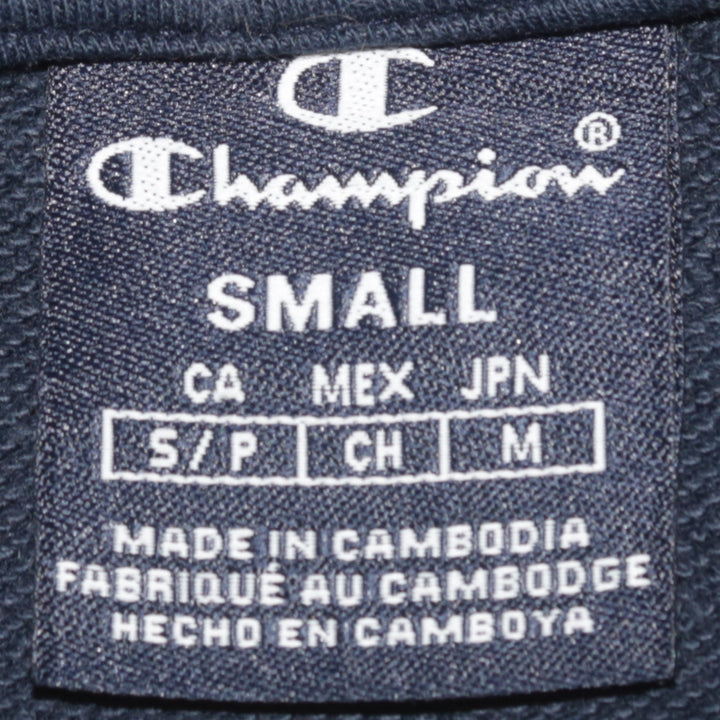 Champion®
SMALL
CA MEX JPN
S/P CH M
MADE IN CAMBODIA
FABRIQUÉ AU CAMBODGE
HECHO EN CAMBOYA